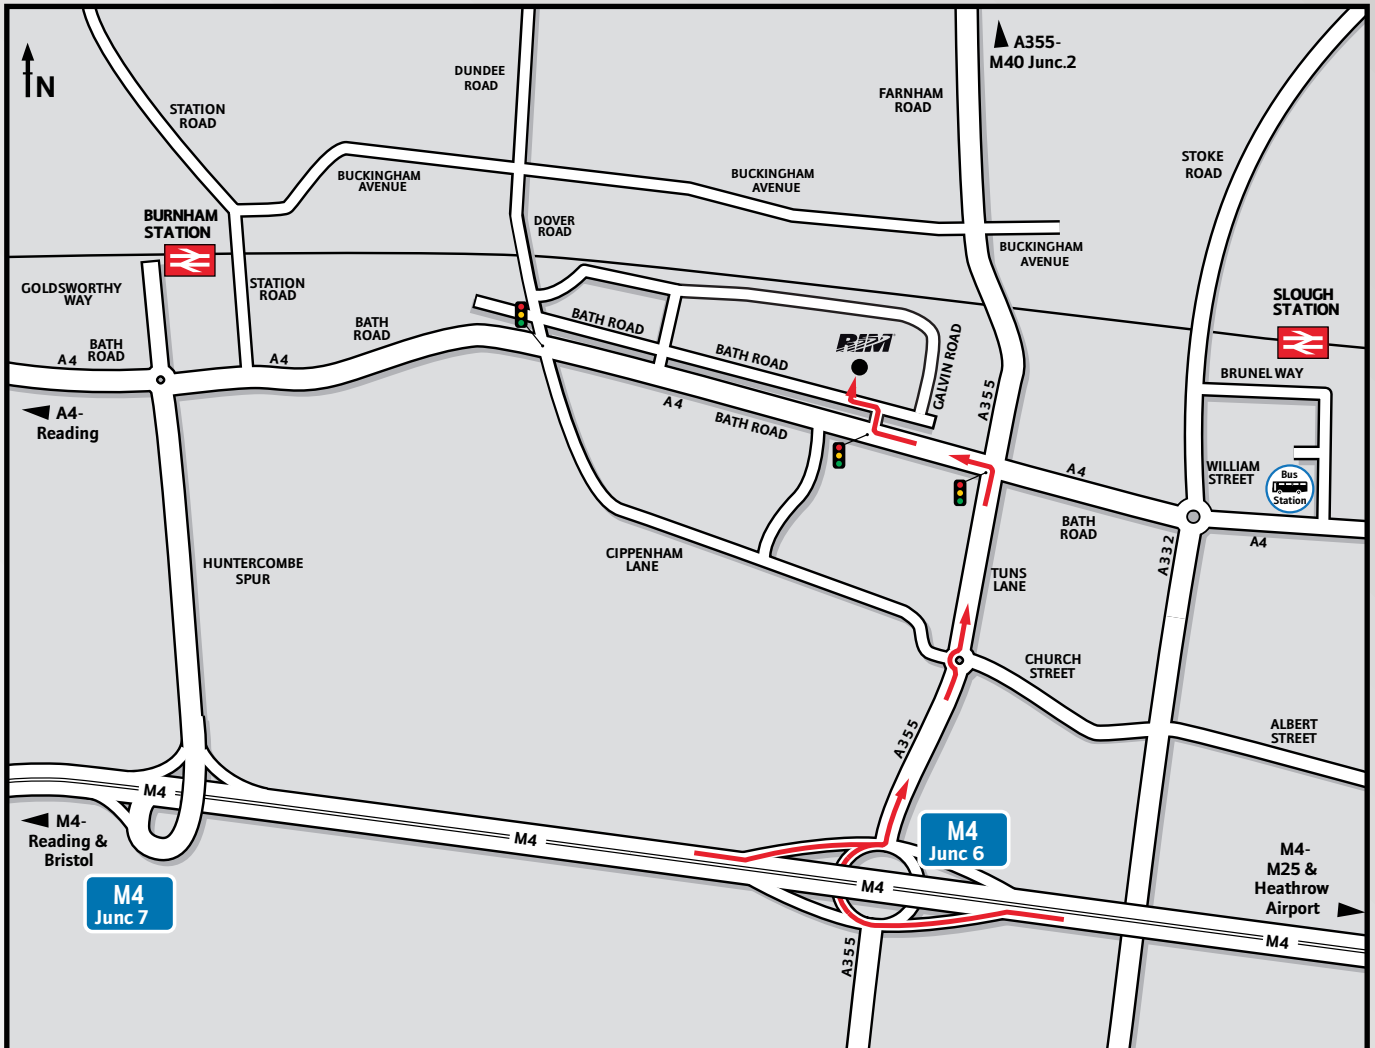 A355-
M40 Junc.2
N
DUNDEE
ROAD
FARNHAM
ROAD
STATION
ROAD
STOKE
ROAD
BUCKINGHAM
AVENUE
BUCKINGHAM
AVENUE
BURNHAM
STATION
DOVER
ROAD
BUCKINGHAM
AVENUE
GOLDSWORTHY
WAY
STATION
ROAD
SLOUGH
STATION
BATH
ROAD
BATH ROAD
BATH
ROAD
A4
A4
BATH ROAD
RIM
GALVIN ROAD
BRUNEL WAY
A355
A4-
Reading
A4
BATH ROAD
A4
WILLIAM
STREET
Bus
Station
BATH
ROAD
A4
A332
CIPPENHAM
LANE
HUNTERCOMBE
SPUR
TUNS
LANE
CHURCH
STREET
ALBERT
STREET
A355
M4
M4-
Reading &
Bristol
M4
M4
Junc 6
M4-
M25 &
Heathrow
Airport
M4
M4
Junc 7
A355
M4